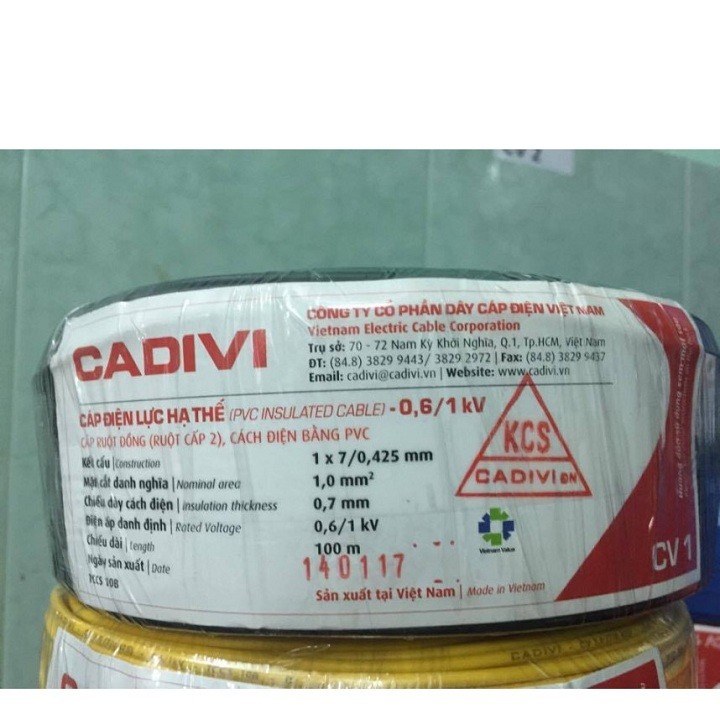 CADIVI
CÔNG TY CỔ PHẦN DÂY CÁP ĐIỆN VIỆT NAM
Vietnam Electric Cable Corporation
Trụ sở: 70 - 72 Nam Kỳ Khởi Nghĩa, Q.1, Tp.HCM, Việt Nam
ĐT: (84.8) 3829 9443/ 3829 2972 | Fax: (84.8) 3829 9437
Email: cadivi@cadivi.vn | Website: www.cadivi.vn
CÁP ĐIỆN LỰC HẠ THẾ (PVC INSULATED CABLE) - 0,6/1 kV
CÁP RUỘT ĐỒNG (RUỘT CẤP 2), CÁCH ĐIỆN BẰNG PVC
Kết cấu | Construction 1 x 7/0,425 mm
Mặt cắt danh nghĩa | Nominal area 1,0 mm²
Chiều dày cách điện | insulation thickness 0,7 mm
Điện áp danh định | Rated Voltage 0,6/1 kV
Chiều dài | Length 100 m
Ngày sản xuất | Date 140117
TCCS 10B
Sản xuất tại Việt Nam | Made in Vietnam
KCS
CADIVI ĐN
Vietnam Value
CV 1
CADIVI